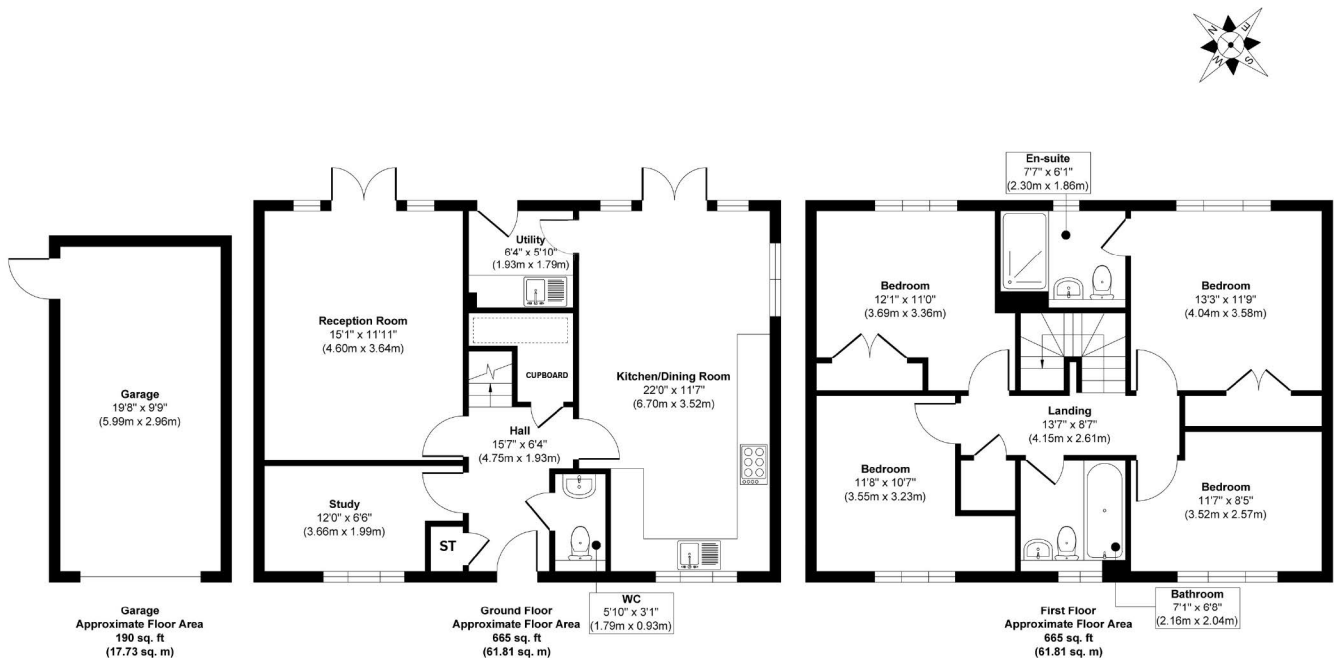 N
E
W
S
En-suite
7'7" x 6'1"
(2.30m x 1.86m)
Utility
6'4" x 5'10"
(1.93m x 1.79m)
Reception Room
15'1" x 11'11"
(4.60m x 3.64m)
Bedroom
12'1" x 11'0"
(3.69m x 3.36m)
Bedroom
13'3" x 11'9"
(4.04m x 3.58m)
Garage
19'8" x 9'9"
(5.99m x 2.96m)
CUPBOARD
Kitchen/Dining Room
22'0" x 11'7"
(6.70m x 3.52m)
Hall
15'7" x 6'4"
(4.75m x 1.93m)
Landing
13'7" x 8'7"
(4.15m x 2.61m)
Study
12'0" x 6'6"
(3.66m x 1.99m)
ST
Bedroom
11'8" x 10'7"
(3.55m x 3.23m)
Bedroom
11'7" x 8'5"
(3.52m x 2.57m)
WC
5'10" x 3'1"
(1.79m x 0.93m)
Bathroom
7'1" x 6'8"
(2.16m x 2.04m)
Garage
Approximate Floor Area
190 sq. ft
(17.73 sq. m)
Ground Floor
Approximate Floor Area
665 sq. ft
(61.81 sq. m)
First Floor
Approximate Floor Area
665 sq. ft
(61.81 sq. m)